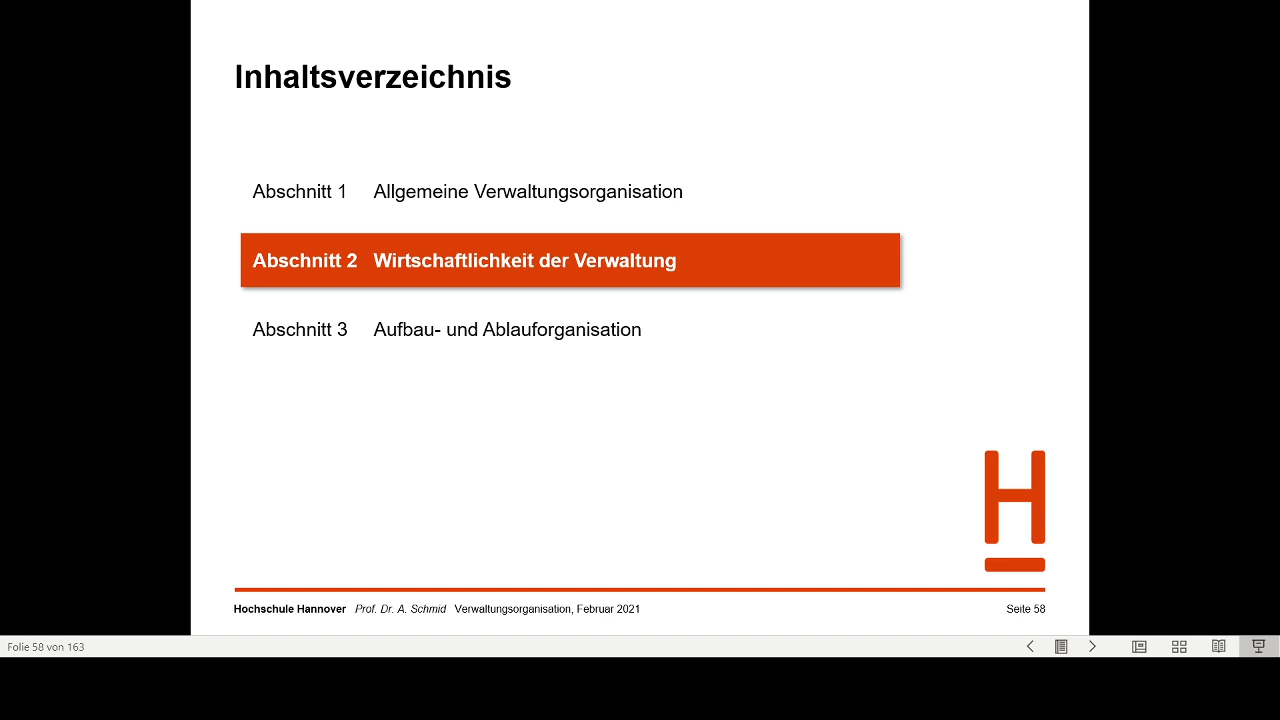 Inhaltsverzeichnis
Abschnitt 1 Allgemeine Verwaltungsorganisation
Abschnitt 2 Wirtschaftlichkeit der Verwaltung
Abschnitt 3 Aufbau- und Ablauforganisation
H
Hochschule Hannover Prof. Dr. A. Schmid Verwaltungsorganisation, Februar 2021 Seite 58
Folie 58 von 163